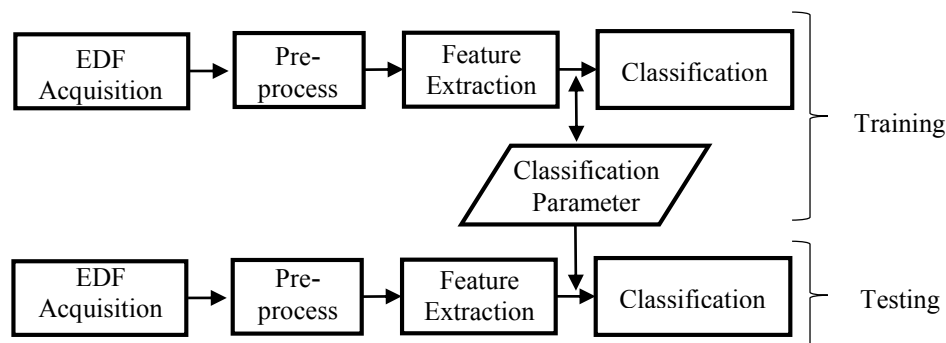 EDF
Acquisition
Pre-
process
Feature
Extraction
Classification
Training
Classification
Parameter
EDF
Acquisition
Pre-
process
Feature
Extraction
Classification
Testing